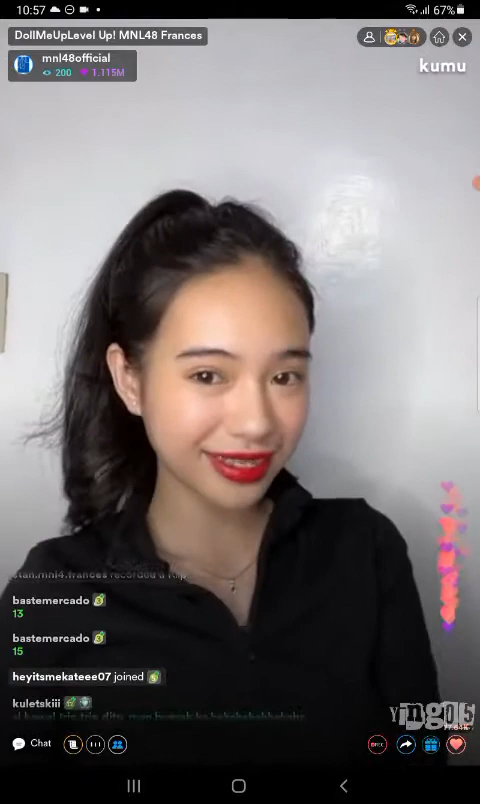 10:57
67%
DollMeUpLevel Up! MNL48 Frances
mnl48official
200 1.115M
kumu
bastemercado
13
bastemercado
15
heyitsmekateee07 joined
kuletskiii
Chat
REC